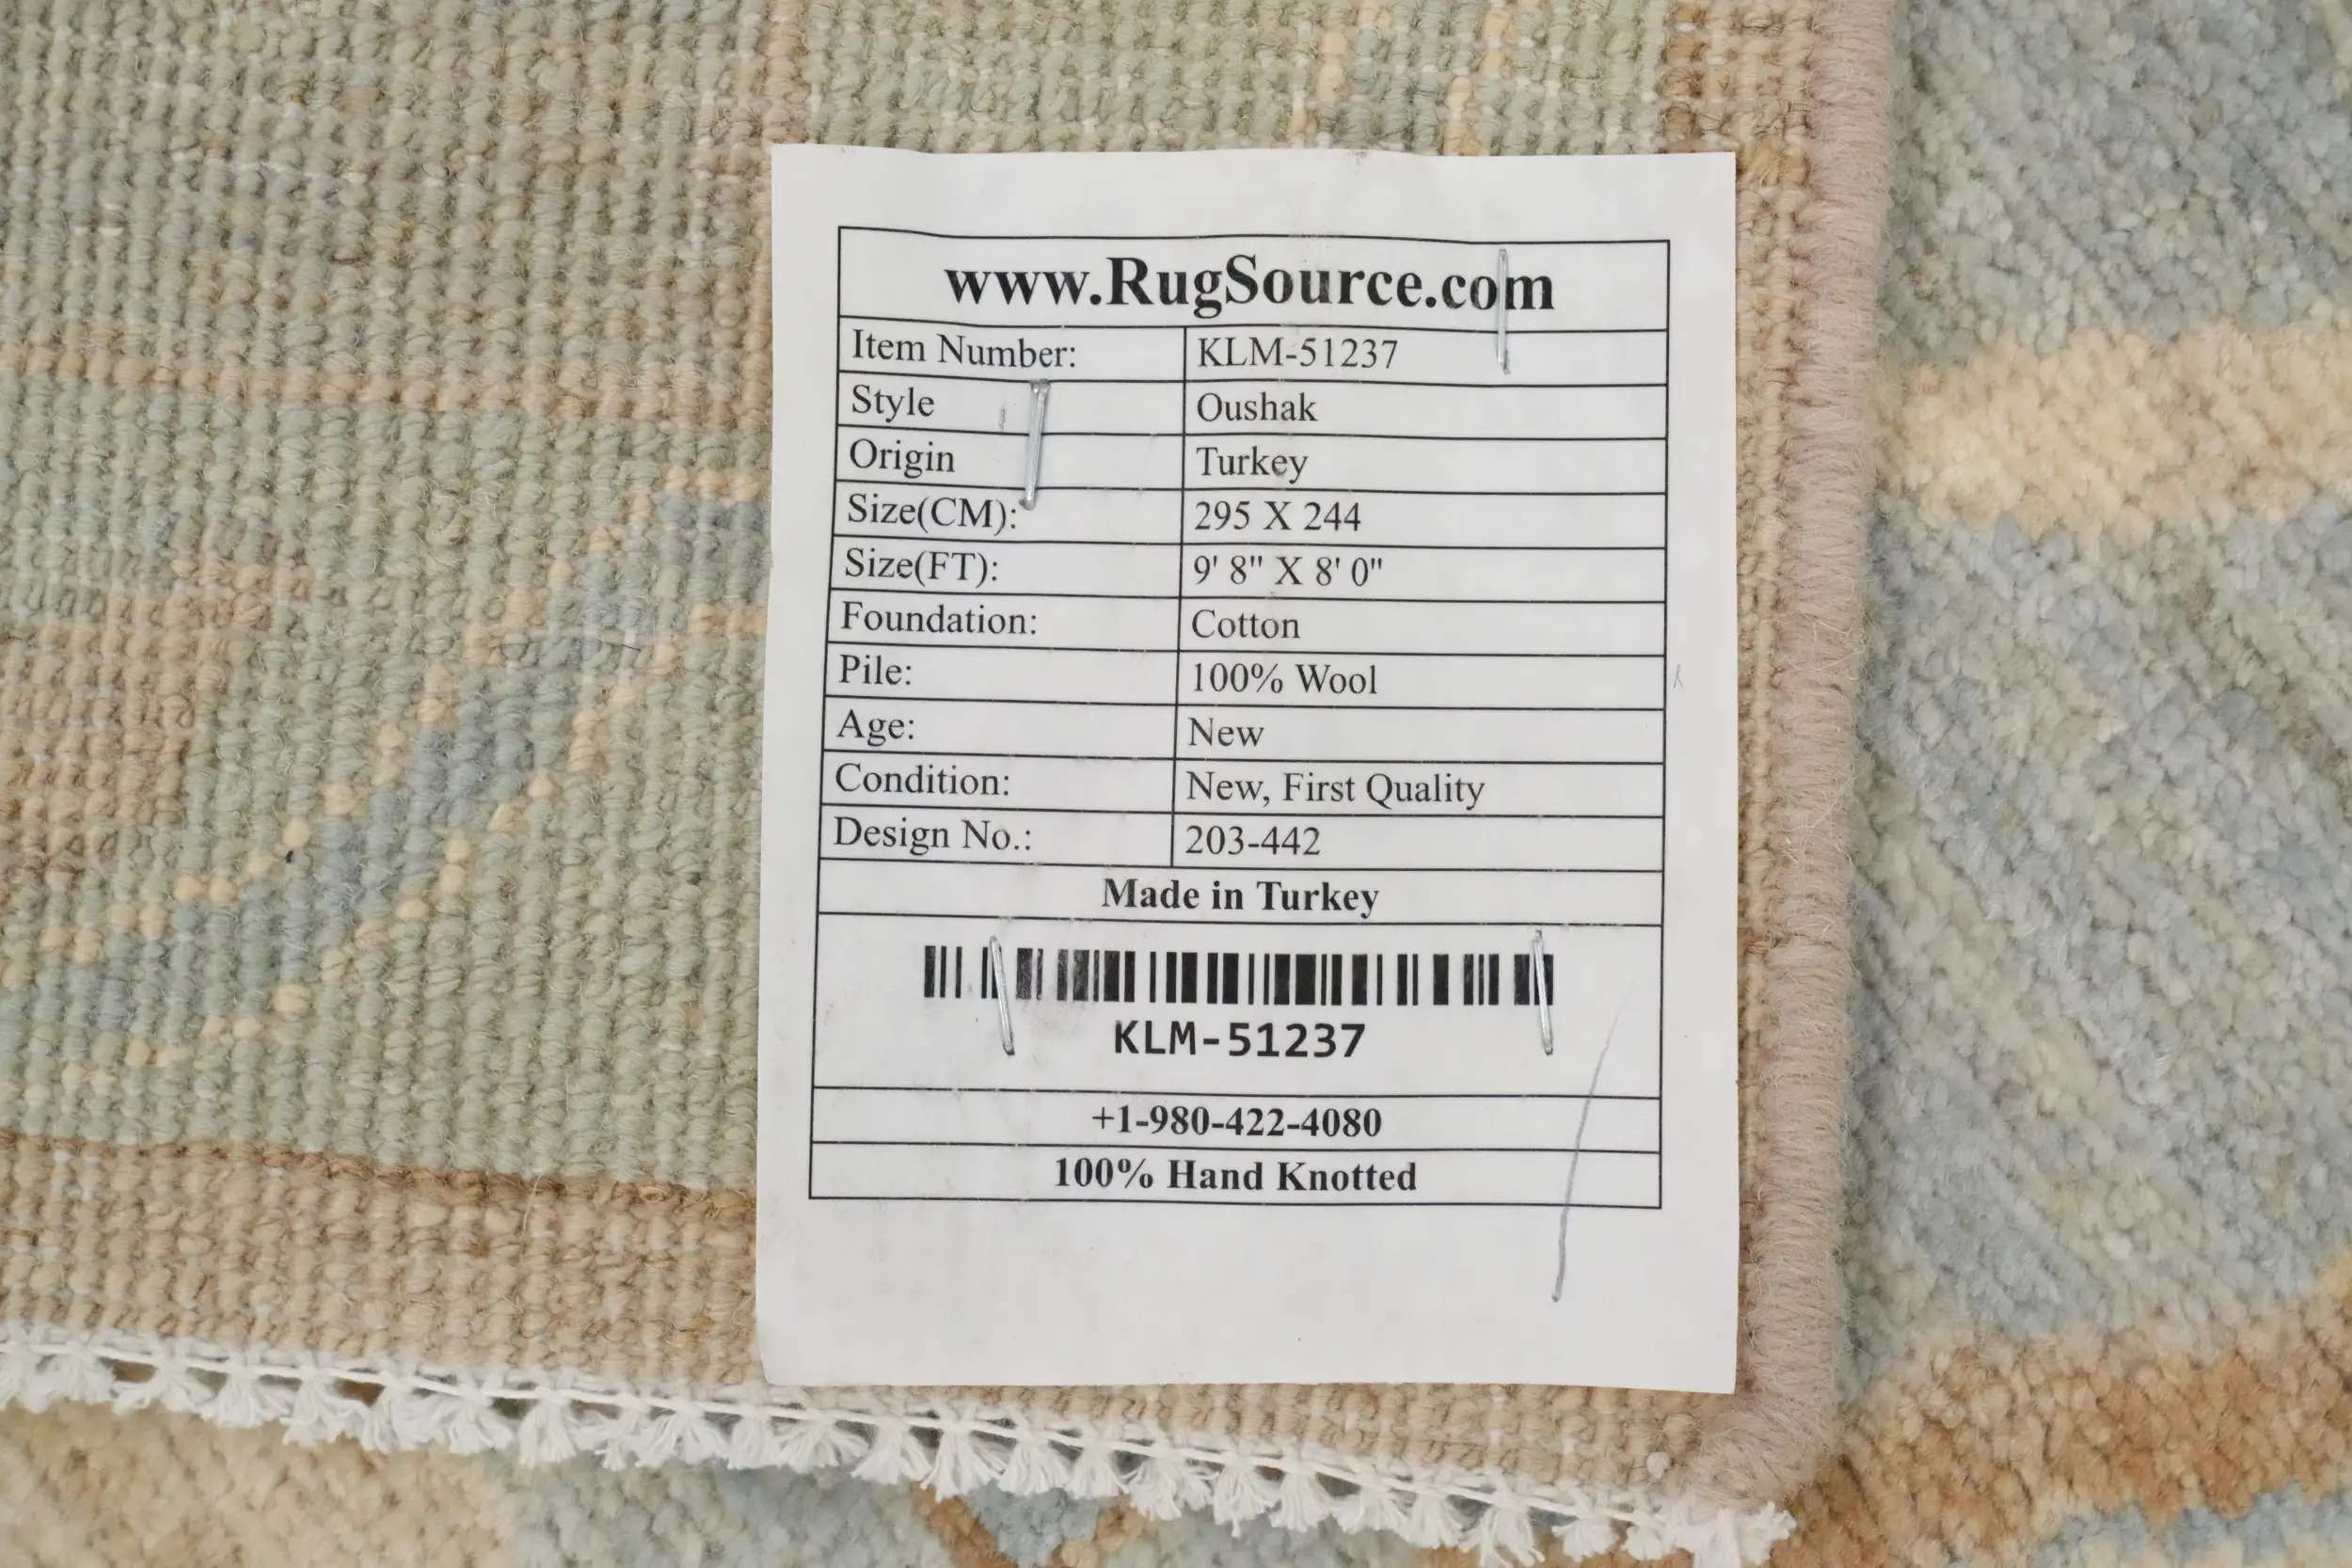 www.RugSource.com
Item Number: KLM-51237
Style Oushak
Origin Turkey
Size(CM): 295 X 244
Size(FT): 9' 8" X 8' 0"
Foundation: Cotton
Pile: 100% Wool
Age: New
Condition: New, First Quality
Design No.: 203-442
Made in Turkey
KLM-51237
+1-980-422-4080
100% Hand Knotted